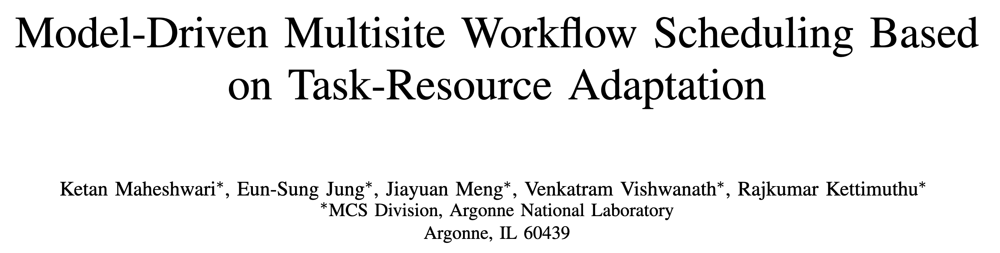 Model-Driven Multisite Workflow Scheduling Based
on Task-Resource Adaptation
Ketan Maheshwari*, Eun-Sung Jung*, Jiayuan Meng*, Venkatram Vishwanath*, Rajkumar Kettimuthu*
*MCS Division, Argonne National Laboratory
Argonne, IL 60439